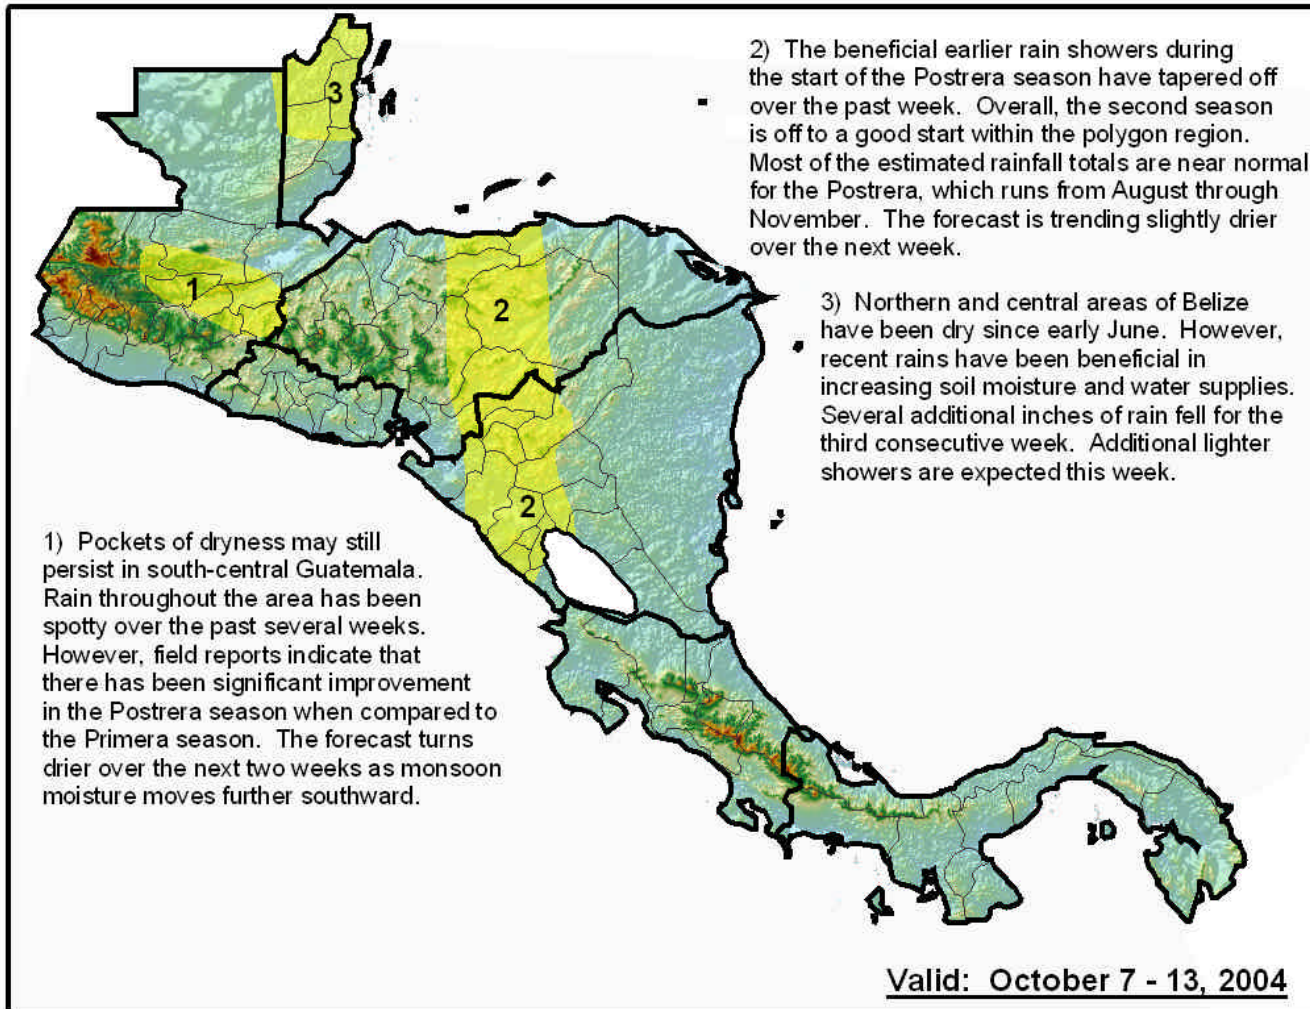 3
2) The beneficial earlier rain showers during
the start of the Postrera season have tapered off
over the past week. Overall, the second season
is off to a good start within the polygon region.
Most of the estimated rainfall totals are near normal
for the Postrera, which runs from August through
November. The forecast is trending slightly drier
over the next week.
1
2
3) Northern and central areas of Belize
have been dry since early June. However,
recent rains have been beneficial in
increasing soil moisture and water supplies.
Several additional inches of rain fell for the
third consecutive week. Additional lighter
showers are expected this week.
2
1) Pockets of dryness may still
persist in south-central Guatemala.
Rain throughout the area has been
spotty over the past several weeks.
However, field reports indicate that
there has been significant improvement
in the Postrera season when compared to
the Primera season. The forecast turns
drier over the next two weeks as monsoon
moisture moves further southward.
Valid: October 7 - 13, 2004